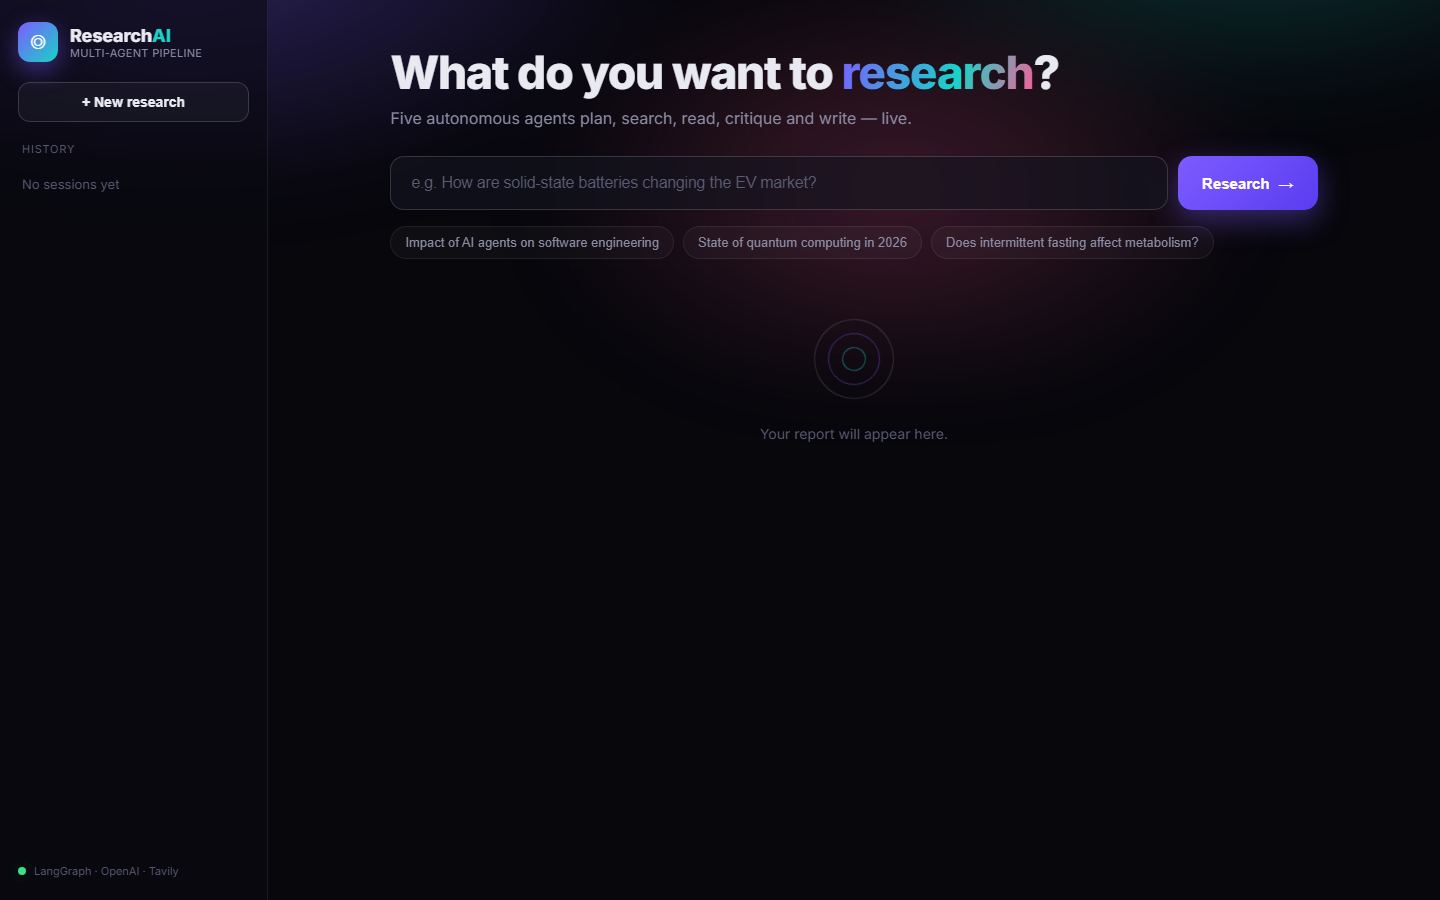 ResearchAI
MULTI-AGENT PIPELINE
+ New research
HISTORY
No sessions yet
LangGraph · OpenAI · Tavily
What do you want to research?
Five autonomous agents plan, search, read, critique and write — live.
e.g. How are solid-state batteries changing the EV market?
Research →
Impact of AI agents on software engineering
State of quantum computing in 2026
Does intermittent fasting affect metabolism?
Your report will appear here.